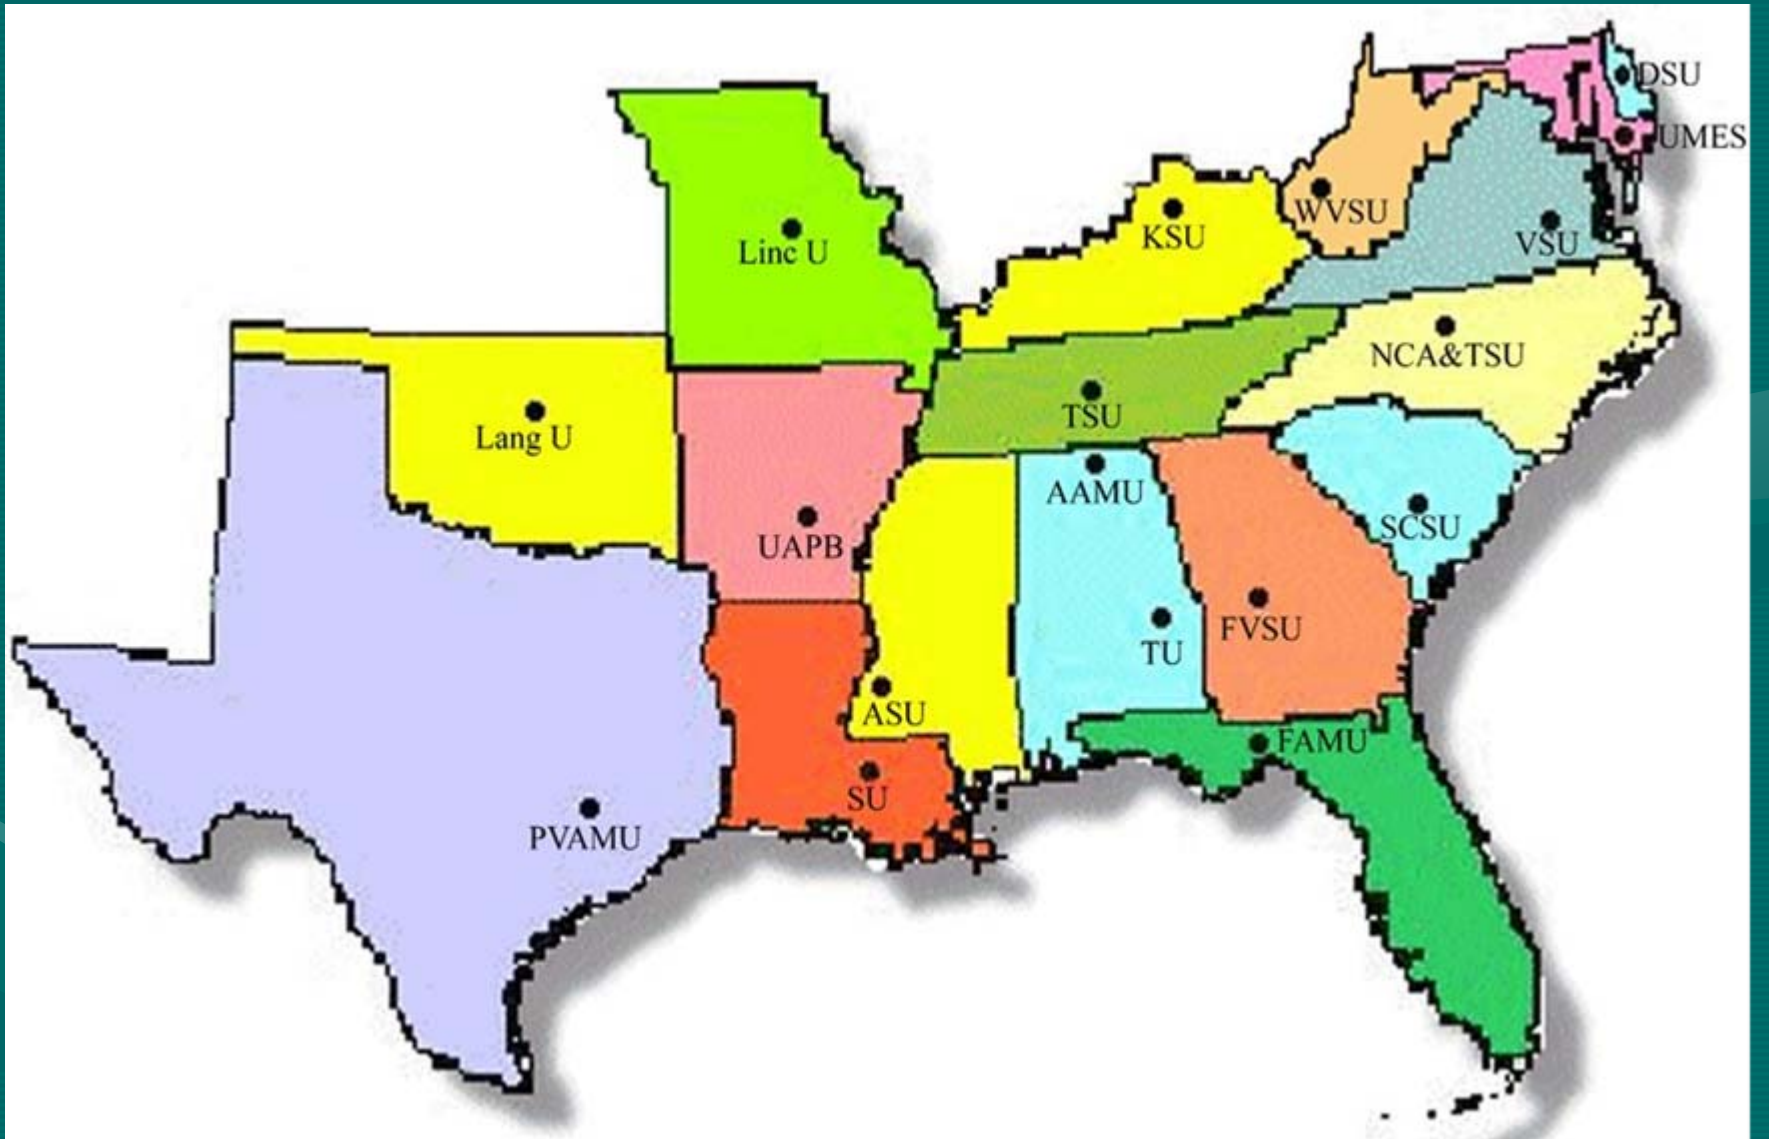 DSU
UMES
WVSU
KSU
VSU
Linc U
NCA&TSU
TSU
Lang U
AAMU
SCSU
UAPB
FVSU
TU
ASU
FAMU
SU
PVAMU